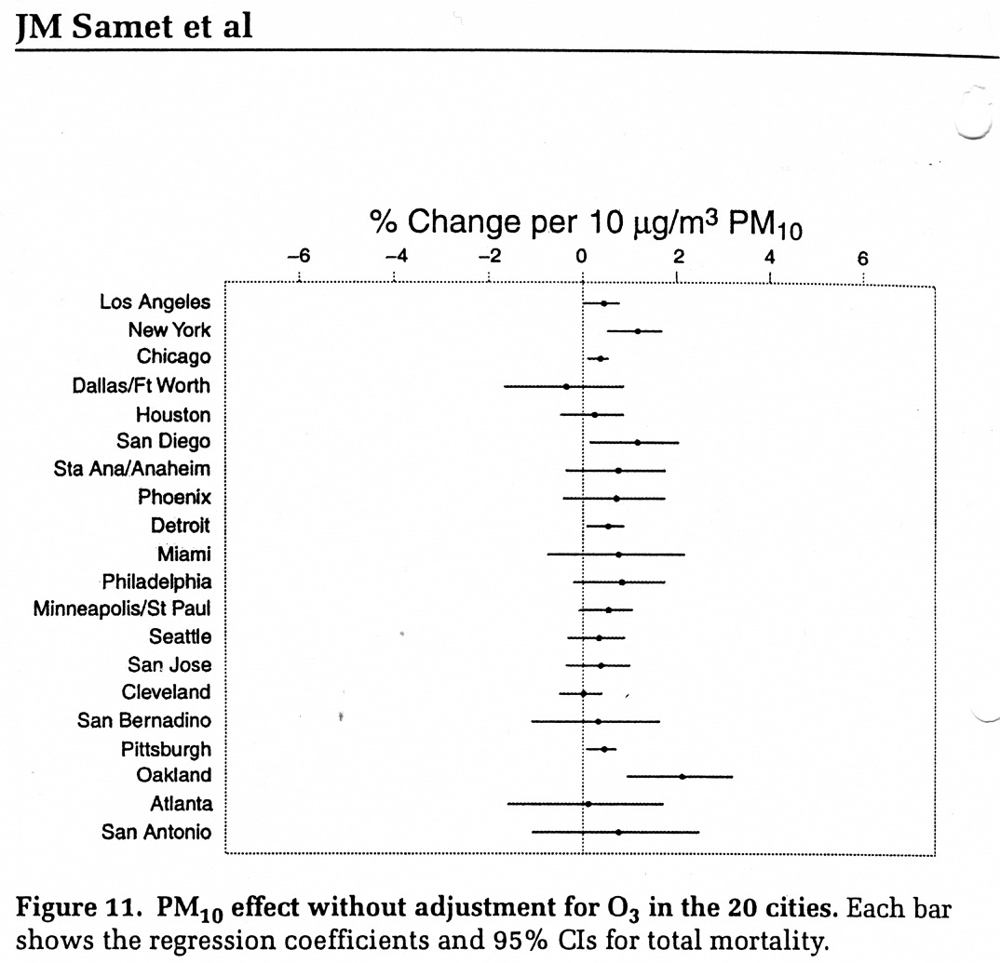 JM Samet et al
% Change per 10 μg/m³ PM₁₀
−6 −4 −2 0 2 4 6
Los Angeles
New York
Chicago
Dallas/Ft Worth
Houston
San Diego
Sta Ana/Anaheim
Phoenix
Detroit
Miami
Philadelphia
Minneapolis/St Paul
Seattle
San Jose
Cleveland
San Bernadino
Pittsburgh
Oakland
Atlanta
San Antonio
Figure 11. PM₁₀ effect without adjustment for O₃ in the 20 cities. Each bar
shows the regression coefficients and 95% CIs for total mortality.